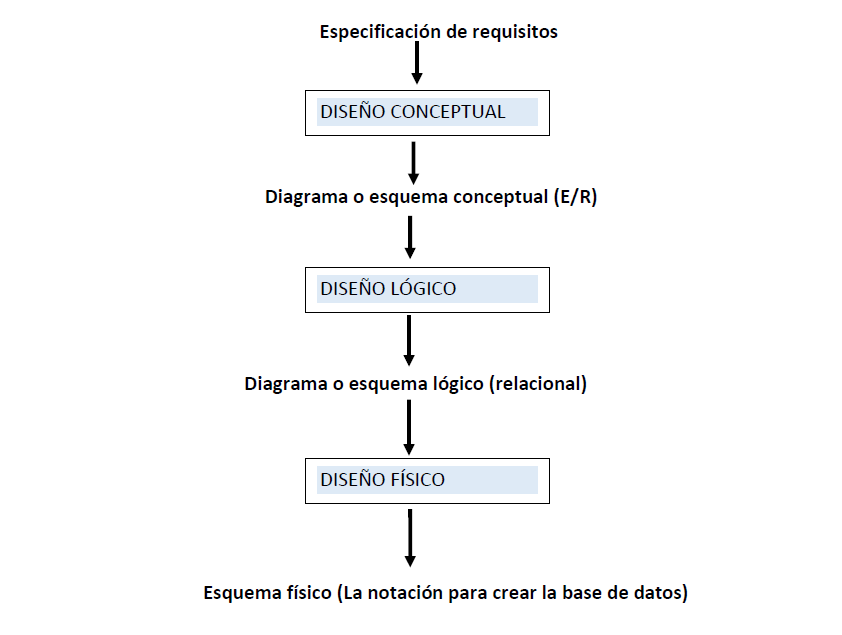 Especificación de requisitos
DISEÑO CONCEPTUAL
Diagrama o esquema conceptual (E/R)
DISEÑO LÓGICO
Diagrama o esquema lógico (relacional)
DISEÑO FÍSICO
Esquema físico (La notación para crear la base de datos)